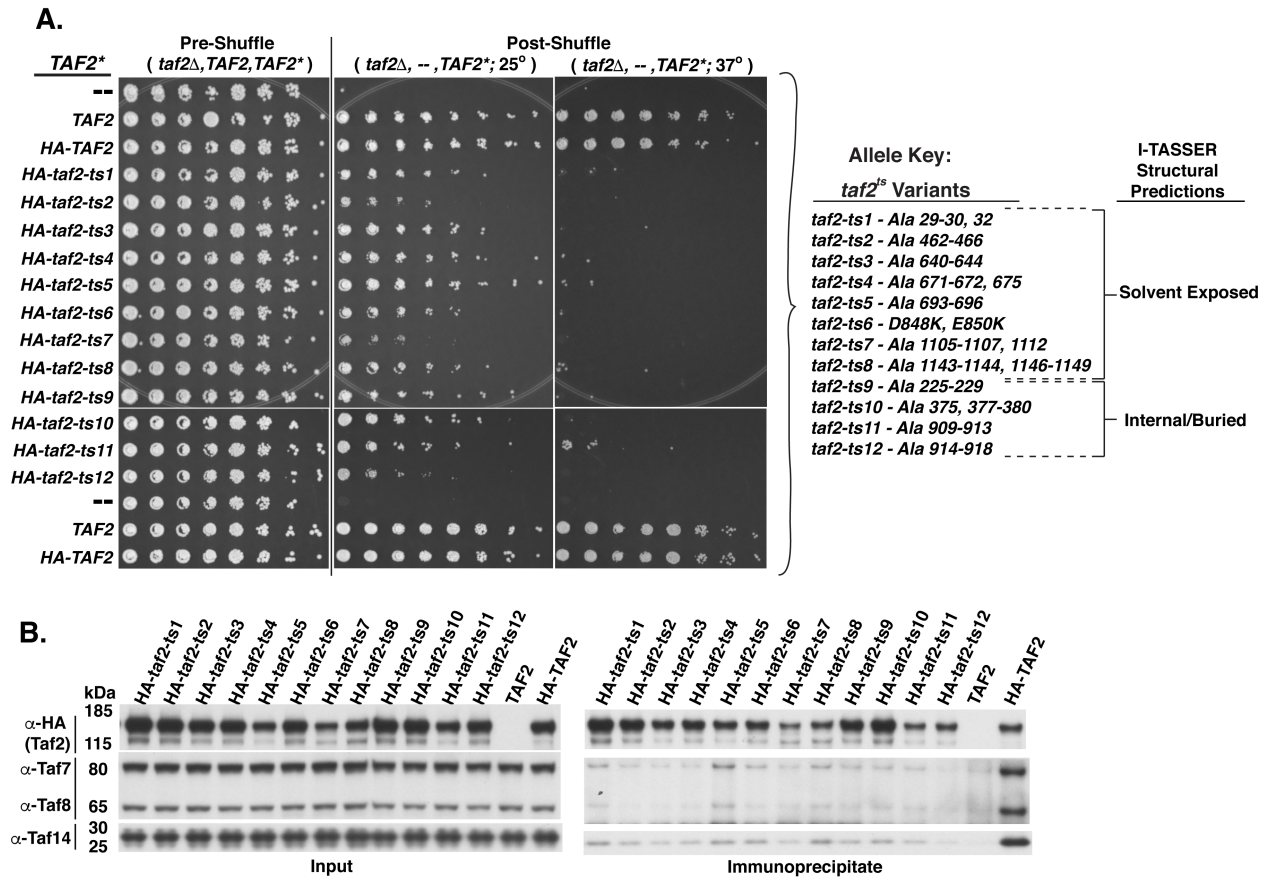 A.
Pre-Shuffle
( taf2Δ,TAF2,TAF2* )
Post-Shuffle
( taf2Δ, -- ,TAF2*; 25° )
( taf2Δ, -- ,TAF2*; 37° )
TAF2*
--
TAF2
HA-TAF2
HA-taf2-ts1
HA-taf2-ts2
HA-taf2-ts3
HA-taf2-ts4
HA-taf2-ts5
HA-taf2-ts6
HA-taf2-ts7
HA-taf2-ts8
HA-taf2-ts9
HA-taf2-ts10
HA-taf2-ts11
HA-taf2-ts12
--
TAF2
HA-TAF2
Allele Key:
taf2ts Variants
taf2-ts1 - Ala 29-30, 32
taf2-ts2 - Ala 462-466
taf2-ts3 - Ala 640-644
taf2-ts4 - Ala 671-672, 675
taf2-ts5 - Ala 693-696
taf2-ts6 - D848K, E850K
taf2-ts7 - Ala 1105-1107, 1112
taf2-ts8 - Ala 1143-1144, 1146-1149
taf2-ts9 - Ala 225-229
taf2-ts10 - Ala 375, 377-380
taf2-ts11 - Ala 909-913
taf2-ts12 - Ala 914-918
I-TASSER
Structural
Predictions
Solvent Exposed
Internal/Buried
B.
HA-taf2-ts1
HA-taf2-ts2
HA-taf2-ts3
HA-taf2-ts4
HA-taf2-ts5
HA-taf2-ts6
HA-taf2-ts7
HA-taf2-ts8
HA-taf2-ts9
HA-taf2-ts10
HA-taf2-ts11
HA-taf2-ts12
TAF2
HA-TAF2
HA-taf2-ts1
HA-taf2-ts2
HA-taf2-ts3
HA-taf2-ts4
HA-taf2-ts5
HA-taf2-ts6
HA-taf2-ts7
HA-taf2-ts8
HA-taf2-ts9
HA-taf2-ts10
HA-taf2-ts11
HA-taf2-ts12
TAF2
HA-TAF2
kDa
185
α-HA
(Taf2)
115
α-Taf7 80
α-Taf8 65
30
α-Taf14
25
Input
Immunoprecipitate